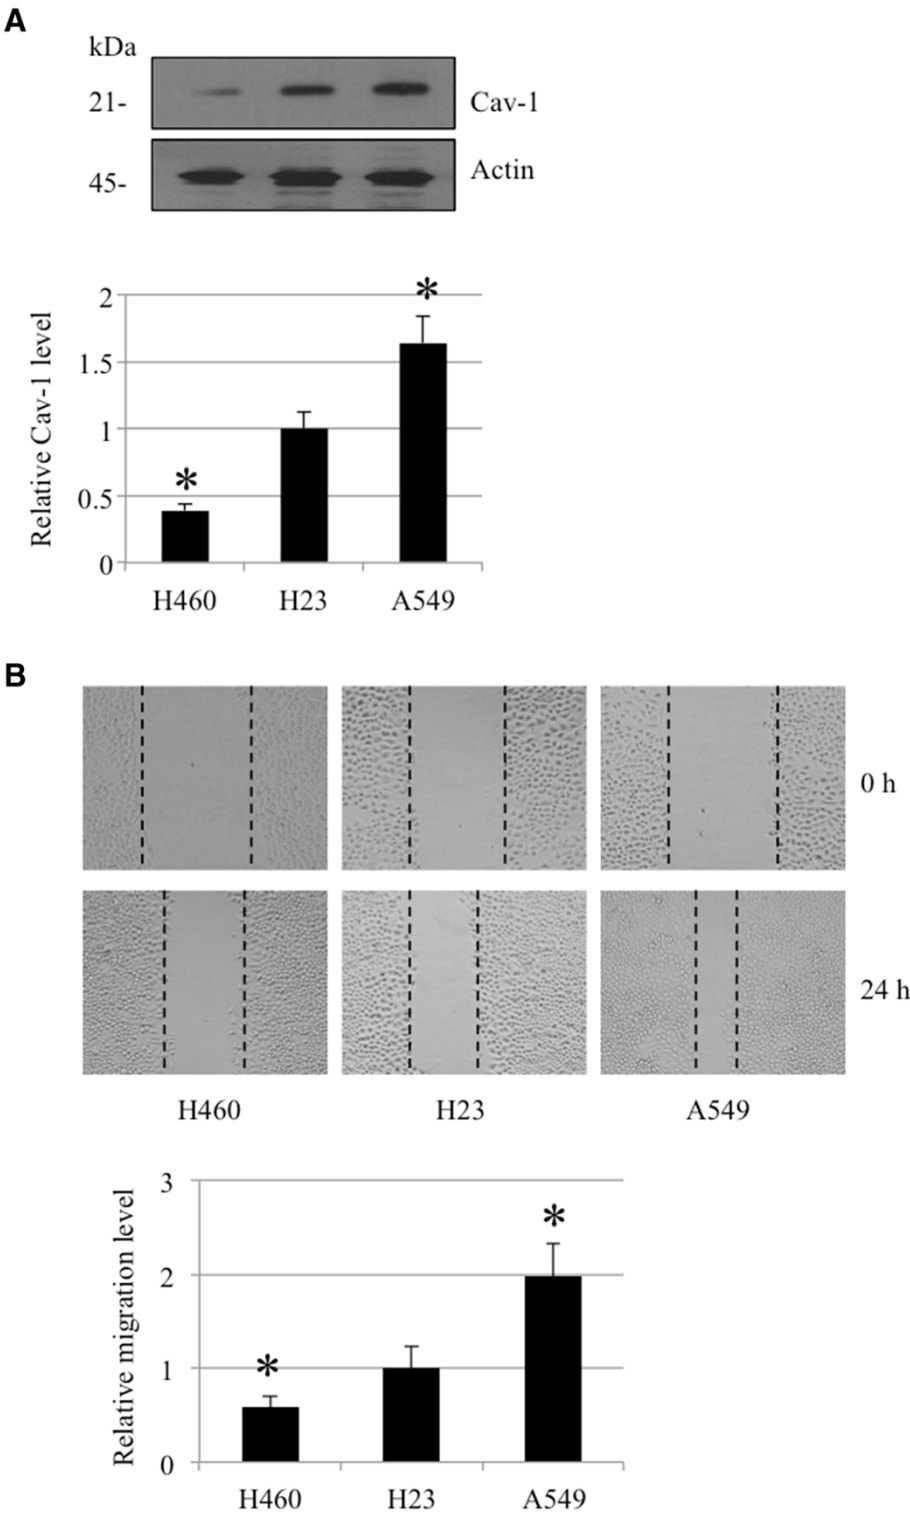 A
kDa
21-
Cav-1
45-
Actin
Relative Cav-1 level
2
*
1.5
1
*
0.5
0
H460 H23 A549
B
0 h
24 h
H460 H23 A549
Relative migration level
3
*
2
*
1
0
H460 H23 A549